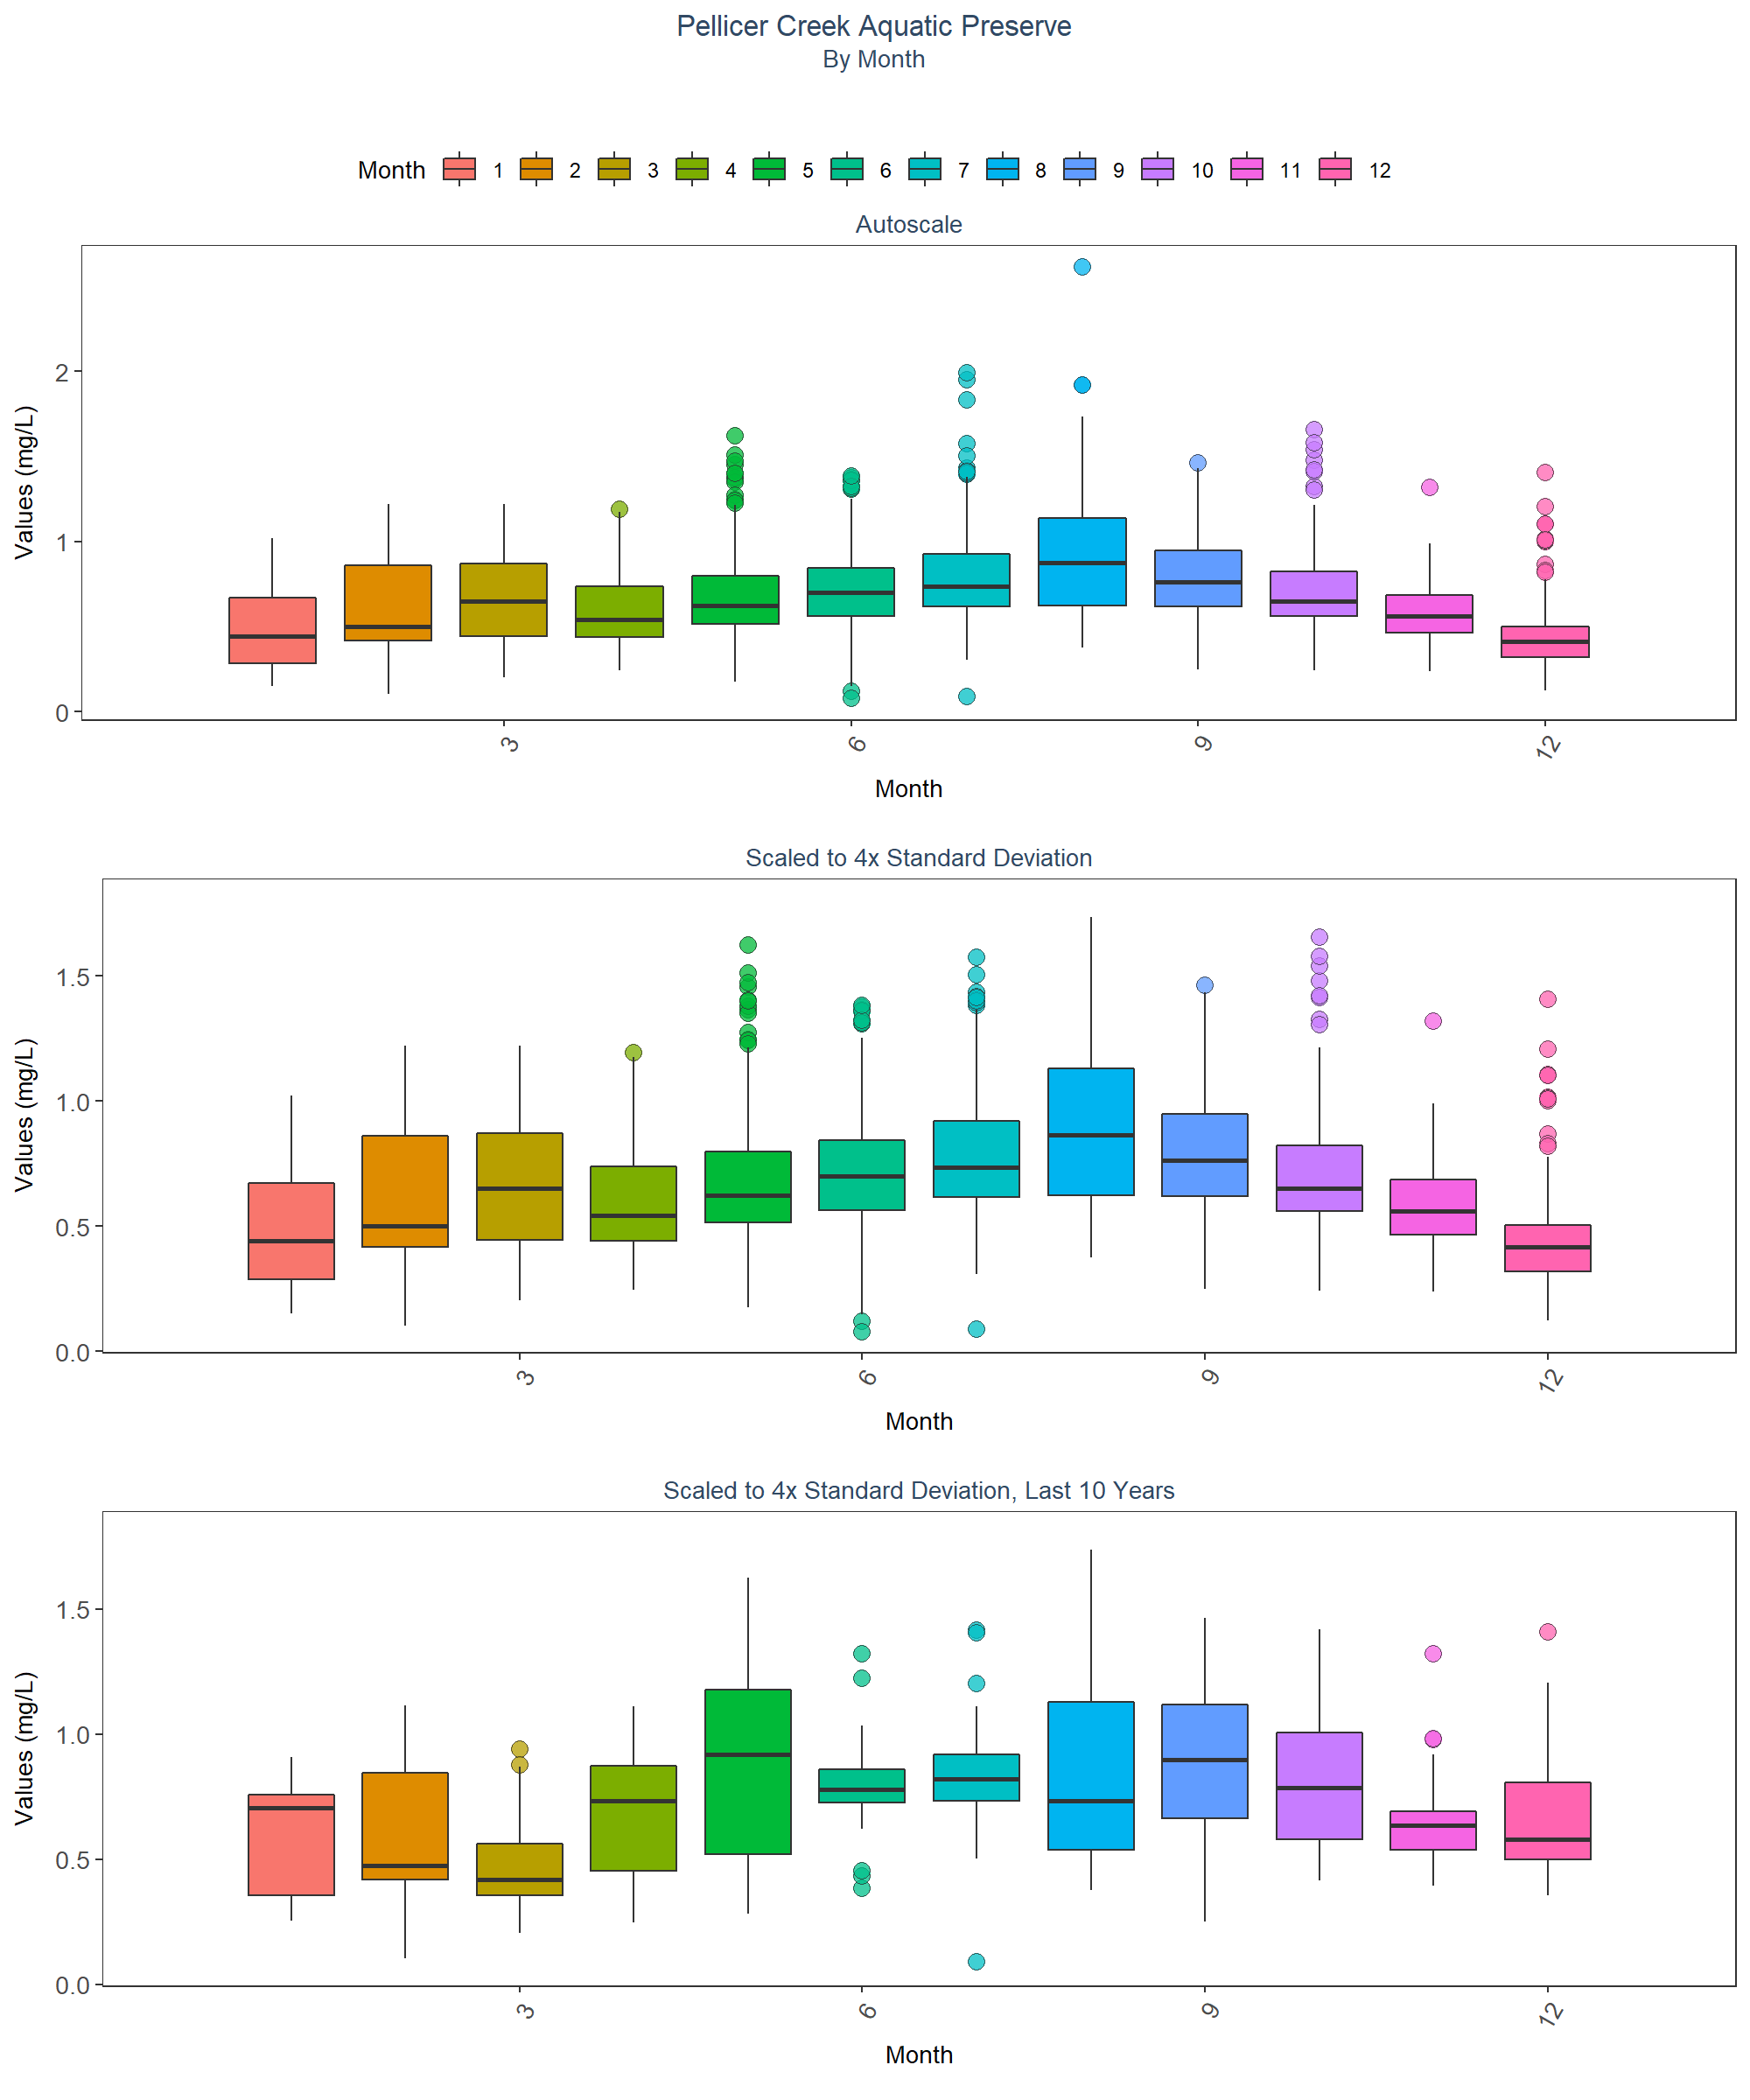 Pellicer Creek Aquatic Preserve
By Month
Month 1 2 3 4 5 6 7 8 9 10 11 12
Autoscale
Values (mg/L)
2
1
0
3 6 9 12
Month
Scaled to 4x Standard Deviation
Values (mg/L)
1.5
1.0
0.5
0.0
3 6 9 12
Month
Scaled to 4x Standard Deviation, Last 10 Years
Values (mg/L)
1.5
1.0
0.5
0.0
3 6 9 12
Month